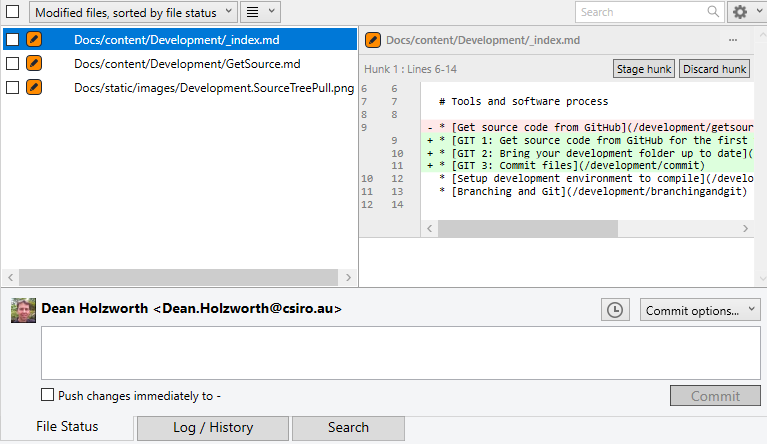 Modified files, sorted by file status
Search
Docs/content/Development/_index.md
Docs/content/Development/GetSource.md
Docs/static/images/Development.SourceTreePull.png
Docs/content/Development/_index.md
...
Hunk 1 : Lines 6-14
Stage hunk
Discard hunk
6 6
7 7 # Tools and software process
8 8
9 - * [Get source code from GitHub](/development/getsour
9 + * [GIT 1: Get source code from GitHub for the first
10 + * [GIT 2: Bring your development folder up to date](
11 + * [GIT 3: Commit files](/development/commit)
10 12 * [Setup development environment to compile](/develo
11 13 * [Branching and Git](/development/branchingandgit)
12 14
Dean Holzworth <Dean.Holzworth@csiro.au>
Commit options...
Push changes immediately to -
Commit
File Status
Log / History
Search